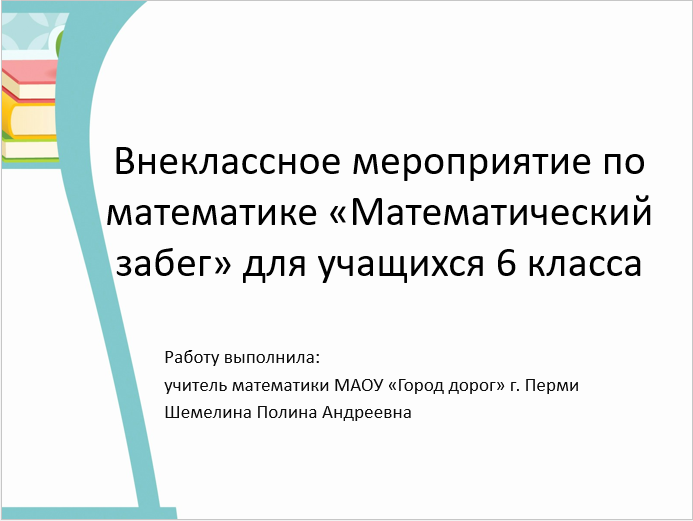 Внеклассное мероприятие по
математике «Математический
забег» для учащихся 6 класса
Работу выполнила:
учитель математики МАОУ «Город дорог» г. Перми
Шемелина Полина Андреевна